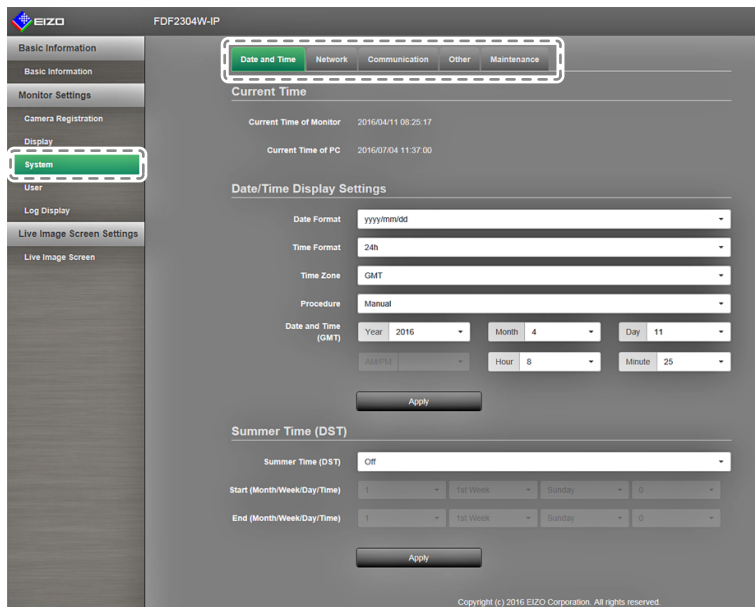 EIZO
FDF2304W-IP
Basic Information
Basic Information
Monitor Settings
Camera Registration
Display
System
User
Log Display
Live Image Screen Settings
Live Image Screen
Date and Time Network Communication Other Maintenance
Current Time
Current Time of Monitor 2016/04/11 08:25:17
Current Time of PC 2016/07/04 11:37:00
Date/Time Display Settings
Date Format yyyy/mm/dd
Time Format 24h
Time Zone GMT
Procedure Manual
Date and Time (GMT) Year 2016 Month 4 Day 11
AM/PM Hour 8 Minute 25
Apply
Summer Time (DST)
Summer Time (DST) Off
Start (Month/Week/Day/Time) 1 1st Week Sunday 0
End (Month/Week/Day/Time) 1 1st Week Sunday 0
Apply
Copyright (c) 2016 EIZO Corporation. All rights reserved.